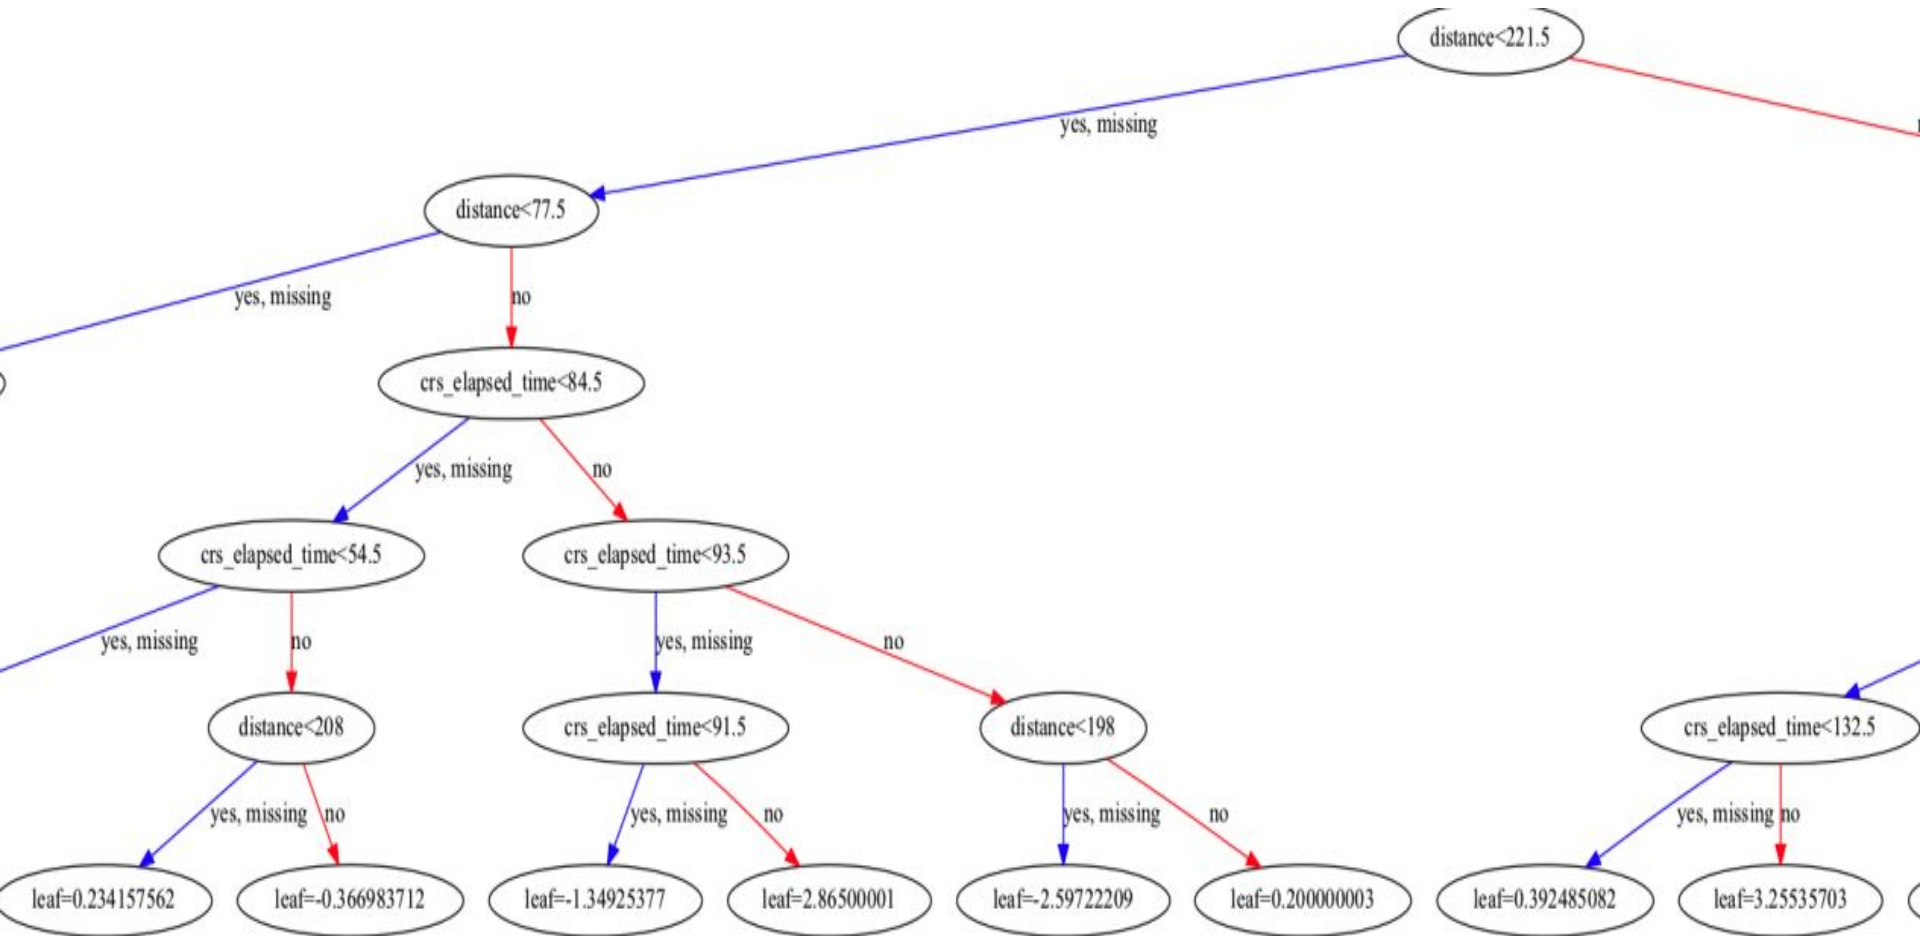 distance<221.5
yes, missing
distance<77.5
yes, missing
no
crs_elapsed_time<84.5
yes, missing
no
crs_elapsed_time<54.5
crs_elapsed_time<93.5
yes, missing
no
yes, missing
no
distance<208
crs_elapsed_time<91.5
distance<198
crs_elapsed_time<132.5
yes, missing
no
yes, missing
no
yes, missing
no
yes, missing
no
leaf=0.234157562
leaf=-0.366983712
leaf=-1.34925377
leaf=2.86500001
leaf=-2.59722209
leaf=0.200000003
leaf=0.392485082
leaf=3.25535703